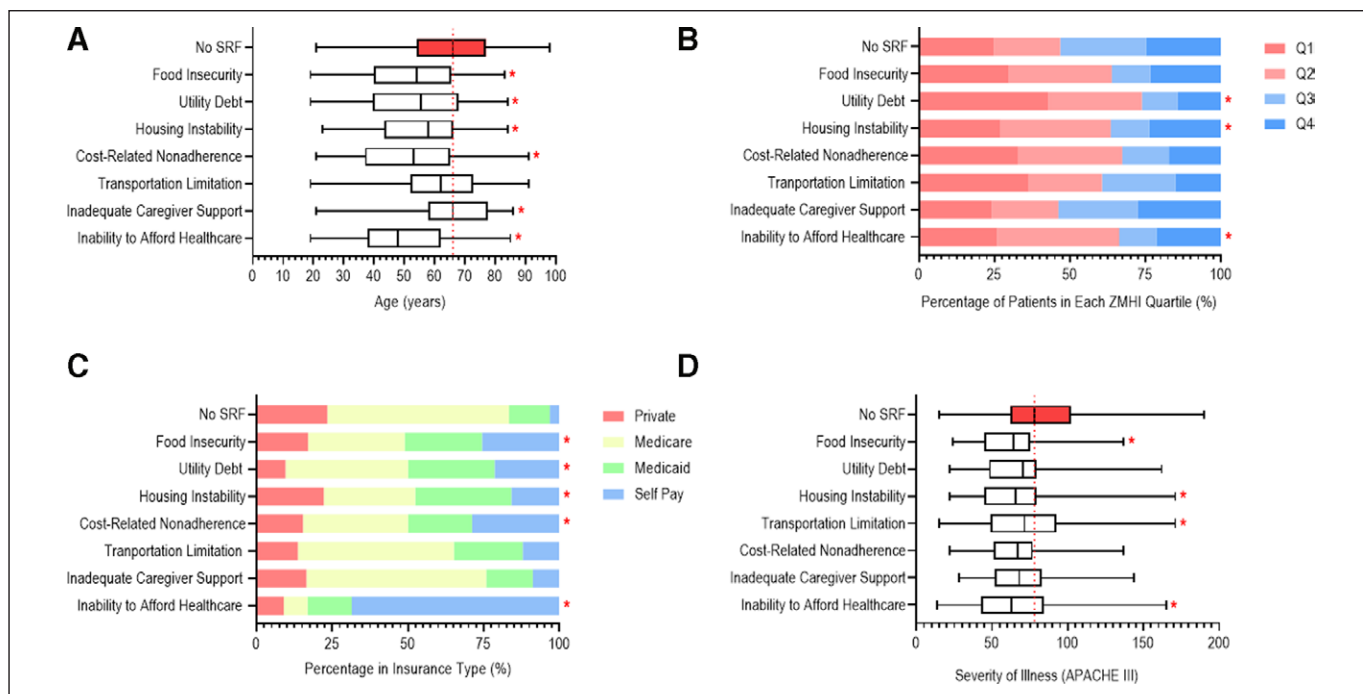 A
No SRF
Food Insecurity *
Utility Debt *
Housing Instability *
Cost-Related Nonadherence *
Transportation Limitation
Inadequate Caregiver Support *
Inability to Afford Healthcare *
0 10 20 30 40 50 60 70 80 90 100
Age (years)
B
No SRF
Food Insecurity
Utility Debt *
Housing Instability *
Cost-Related Nonadherence
Tranportation Limitation
Inadequate Caregiver Support
Inability to Afford Healthcare *
0 25 50 75 100
Percentage of Patients in Each ZMHI Quartile (%)
Q1
Q2
Q3
Q4
C
No SRF
Food Insecurity *
Utility Debt *
Housing Instability *
Cost-Related Nonadherence *
Tranportation Limitation
Inadequate Caregiver Support
Inability to Afford Healthcare *
0 25 50 75 100
Percentage in Insurance Type (%)
Private
Medicare
Medicaid
Self Pay
D
No SRF
Food Insecurity *
Utility Debt
Housing Instability *
Transportation Limitation *
Cost-Related Nonadherence
Inadequate Caregiver Support
Inability to Afford Healthcare *
0 50 100 150 200
Severity of Illness (APACHE III)